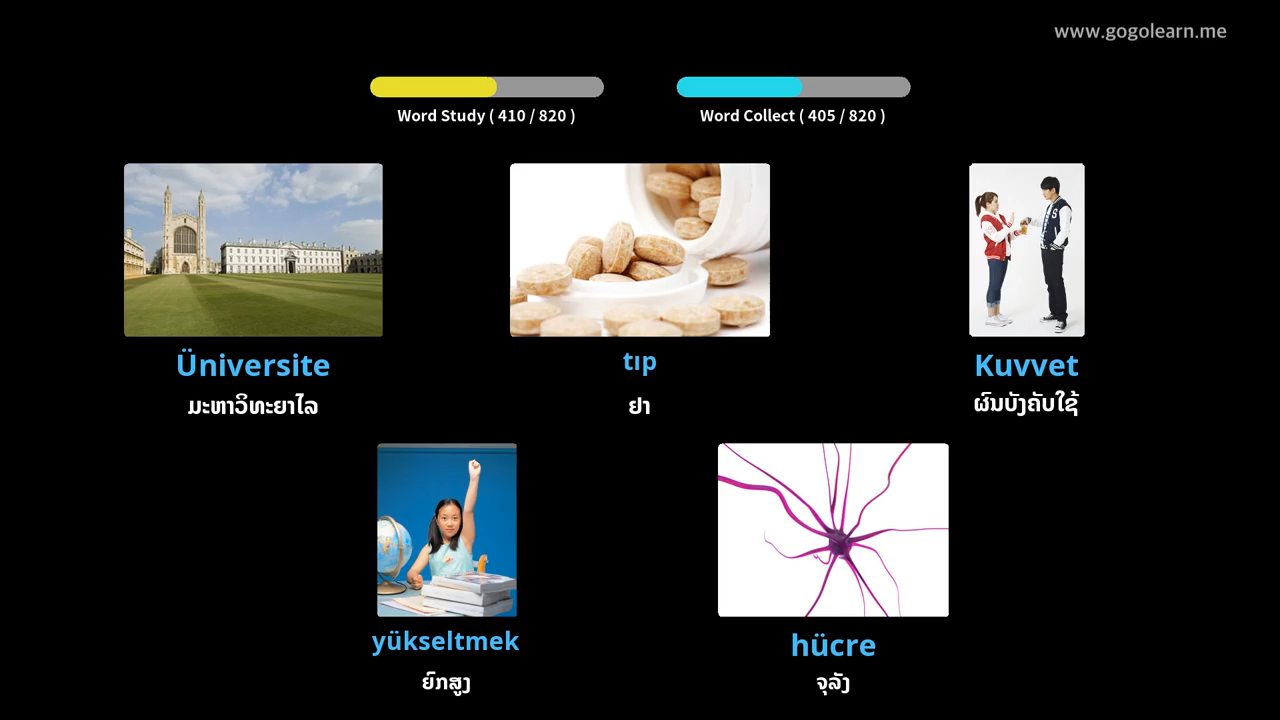 www.gogolearn.me
Word Study ( 410 / 820 )
Word Collect ( 405 / 820 )
Üniversite
ມະຫາວິທະຍາໄລ
tıp
ຢາ
Kuvvet
ຜົນບັງຄັບໃຊ້
yükseltmek
ຍົກສູງ
hücre
ຈຸລັງ